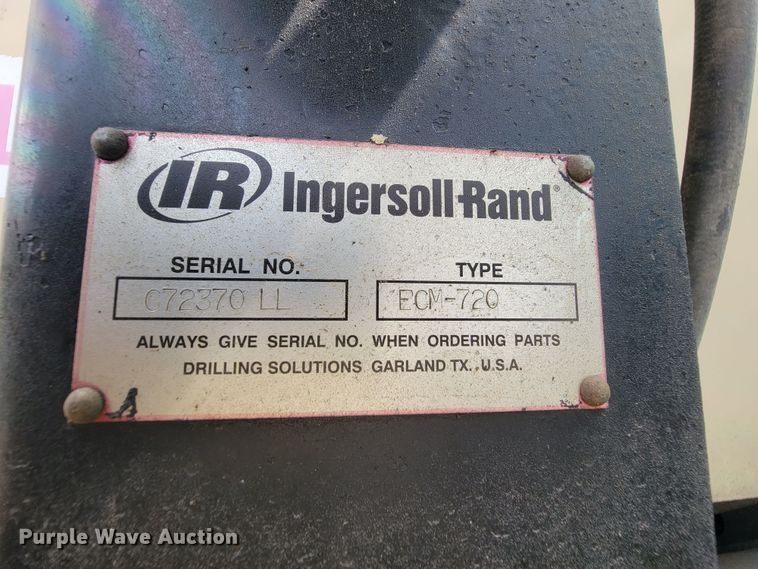 IR Ingersoll-Rand®
SERIAL NO. TYPE
C72370 LL ECM-720
ALWAYS GIVE SERIAL NO. WHEN ORDERING PARTS
DRILLING SOLUTIONS GARLAND TX., U.S.A.
Purple Wave Auction